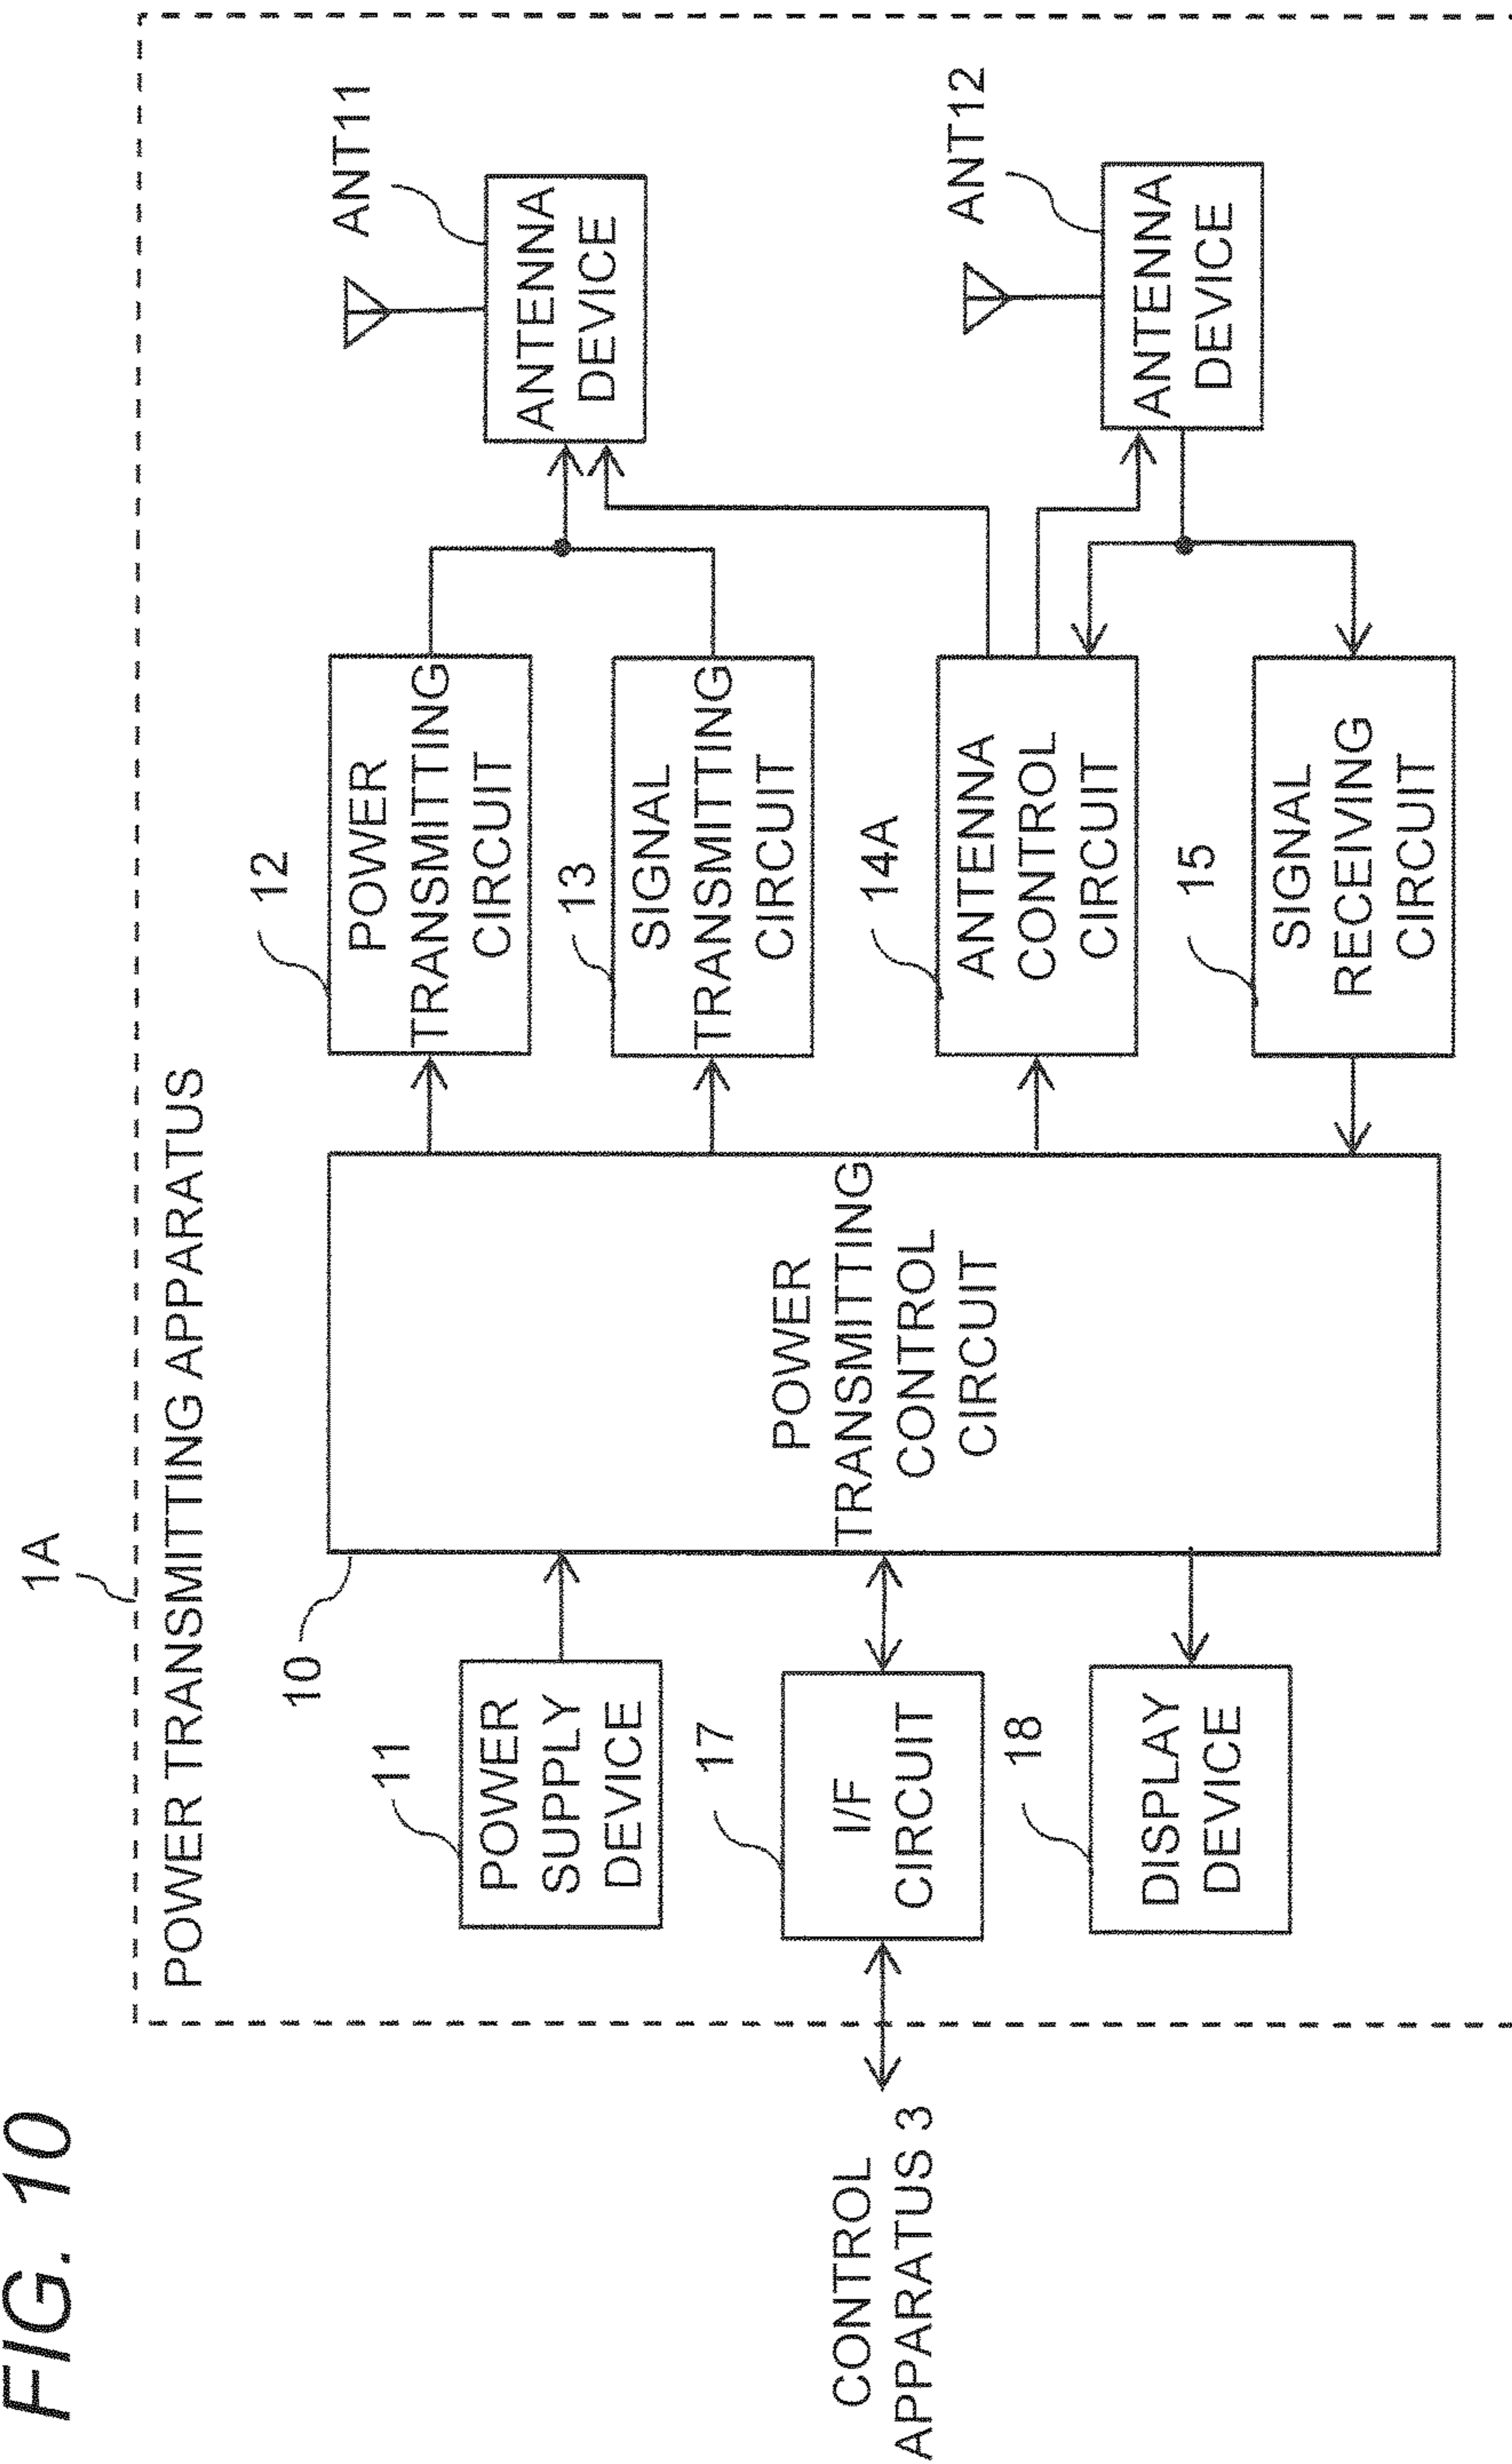 FIG. 10
1A
POWER TRANSMITTING APPARATUS
CONTROL
APPARATUS 3
11
POWER
SUPPLY
DEVICE
17
I/F
CIRCUIT
18
DISPLAY
DEVICE
10
POWER
TRANSMITTING
CONTROL
CIRCUIT
12
POWER
TRANSMITTING
CIRCUIT
13
SIGNAL
TRANSMITTING
CIRCUIT
14A
ANTENNA
CONTROL
CIRCUIT
15
SIGNAL
RECEIVING
CIRCUIT
ANT11
ANTENNA
DEVICE
ANT12
ANTENNA
DEVICE